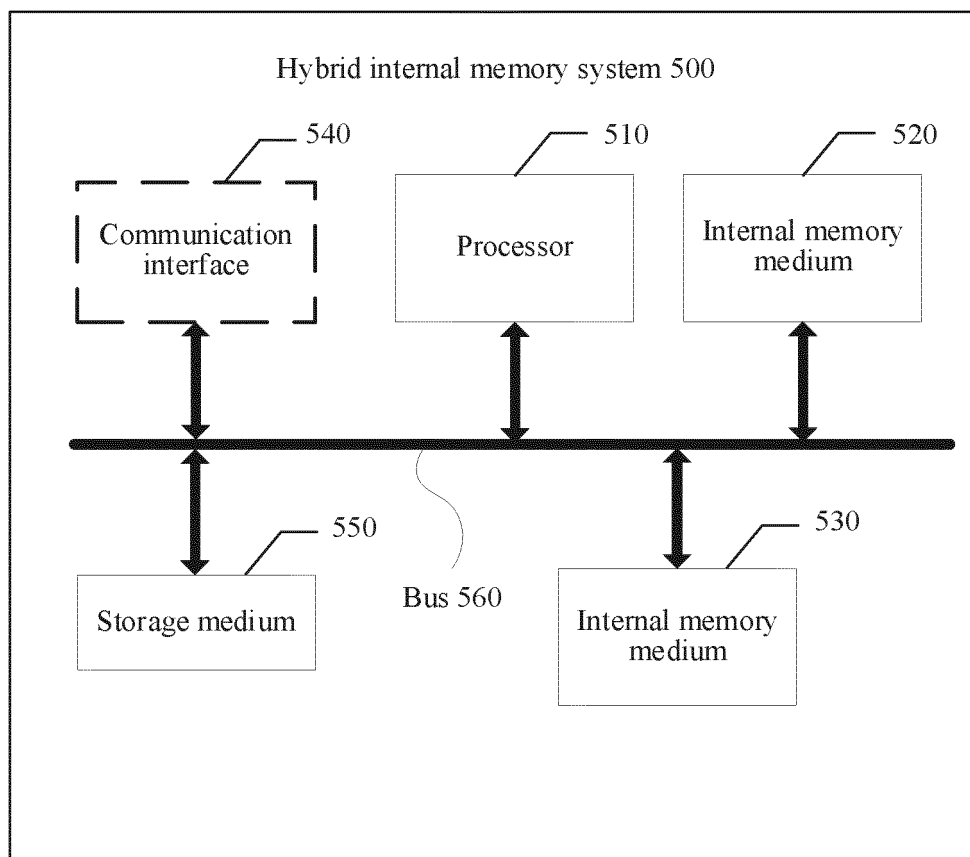 Hybrid internal memory system 500
540
510
520
Communication
interface
Processor
Internal memory
medium
550
530
Bus 560
Storage medium
Internal memory
medium